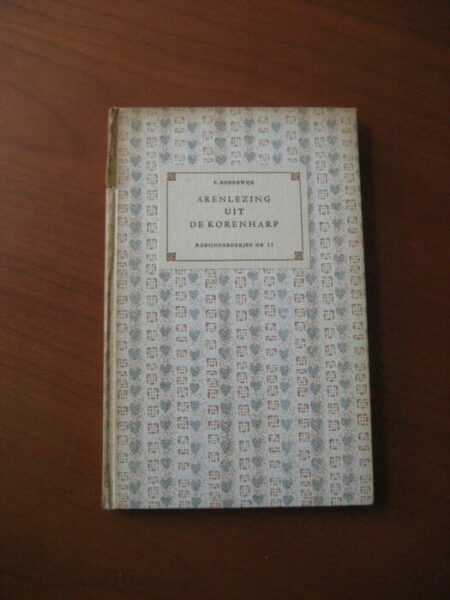 F. BORDEWIJK
ARENLEZING
UIT
DE KORENHARP
ROBIJNENBOEKJES NR 11